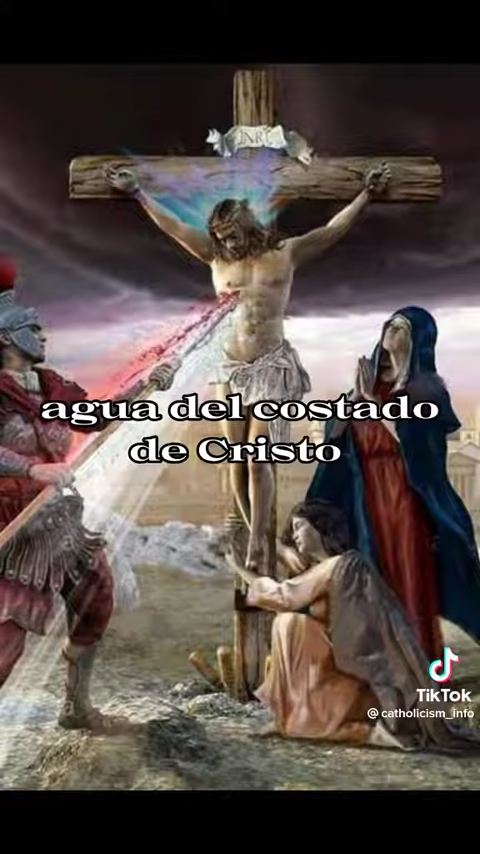 INRI
agua del costado
de Cristo
TikTok
@catholicism_info